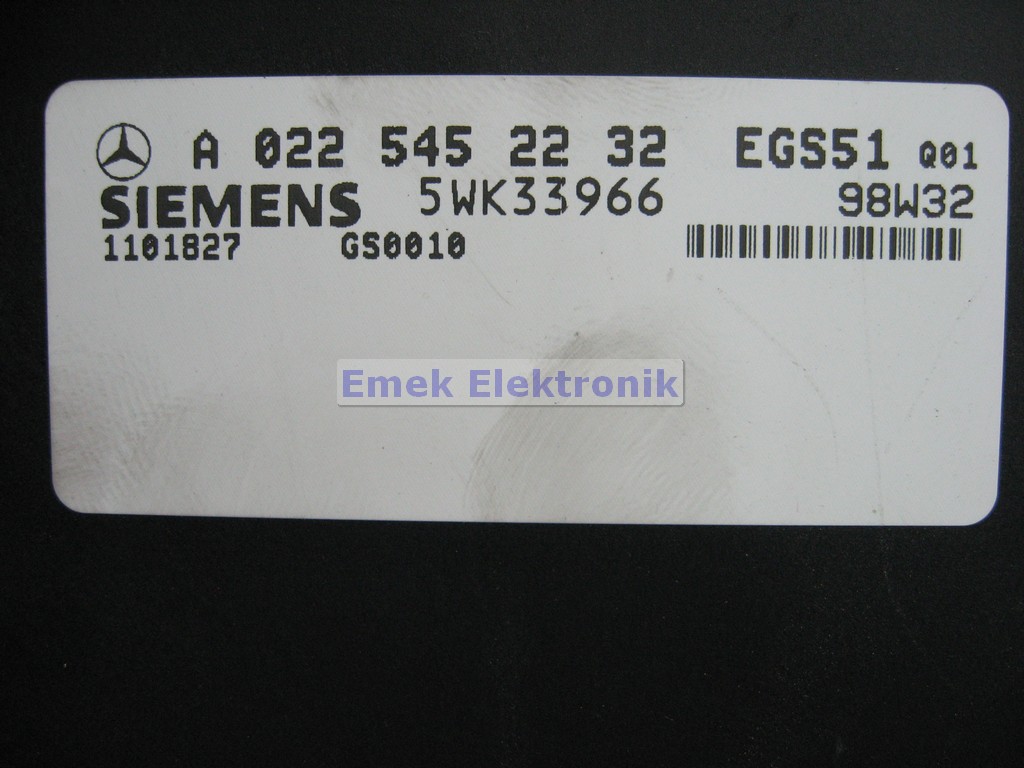 A 022 545 22 32 EGS51 Q01
SIEMENS 5WK33966 98W32
1101827 GS0010
Emek Elektronik